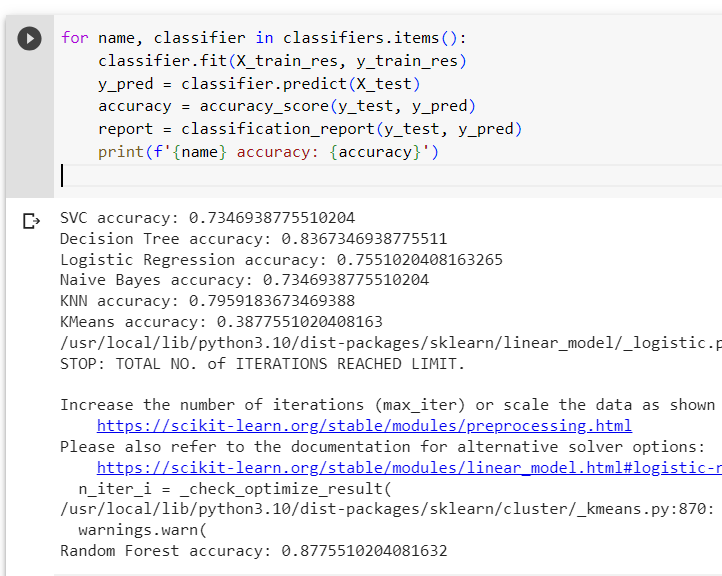 for name, classifier in classifiers.items():
    classifier.fit(X_train_res, y_train_res)
    y_pred = classifier.predict(X_test)
    accuracy = accuracy_score(y_test, y_pred)
    report = classification_report(y_test, y_pred)
    print(f'{name} accuracy: {accuracy}')
SVC accuracy: 0.7346938775510204
Decision Tree accuracy: 0.8367346938775511
Logistic Regression accuracy: 0.7551020408163265
Naive Bayes accuracy: 0.7346938775510204
KNN accuracy: 0.7959183673469388
KMeans accuracy: 0.3877551020408163
/usr/local/lib/python3.10/dist-packages/sklearn/linear_model/_logistic.p
STOP: TOTAL NO. of ITERATIONS REACHED LIMIT.
Increase the number of iterations (max_iter) or scale the data as shown
    https://scikit-learn.org/stable/modules/preprocessing.html
Please also refer to the documentation for alternative solver options:
    https://scikit-learn.org/stable/modules/linear_model.html#logistic-r
  n_iter_i = _check_optimize_result(
/usr/local/lib/python3.10/dist-packages/sklearn/cluster/_kmeans.py:870:
  warnings.warn(
Random Forest accuracy: 0.8775510204081632